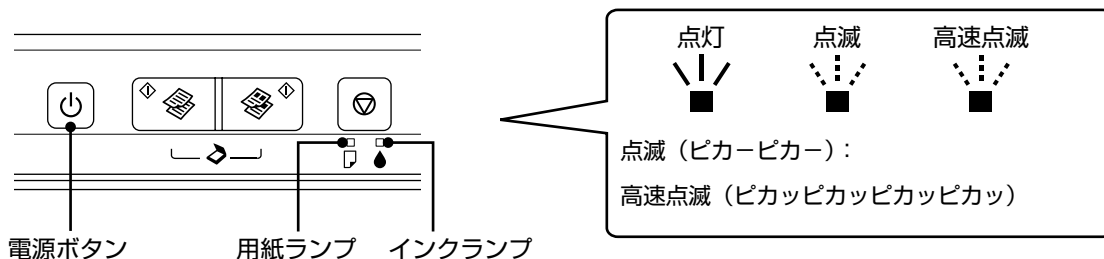 点灯 点滅 高速点滅
点滅（ピカーピカー）：
高速点滅（ピカッピカッピカッピカッ）
電源ボタン 用紙ランプ インクランプ